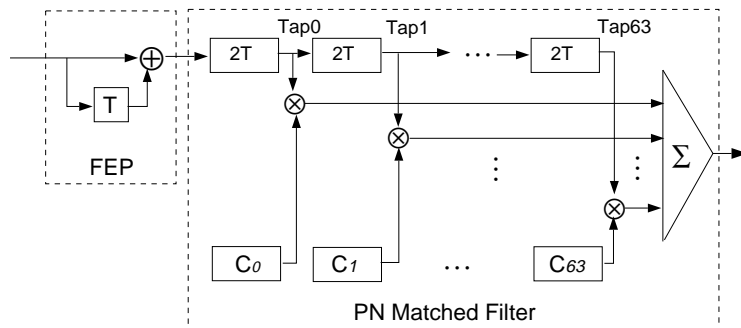 Tap0 Tap1 Tap63
2T 2T ... 2T
T
FEP
Σ
C0 C1 ... C63
PN Matched Filter